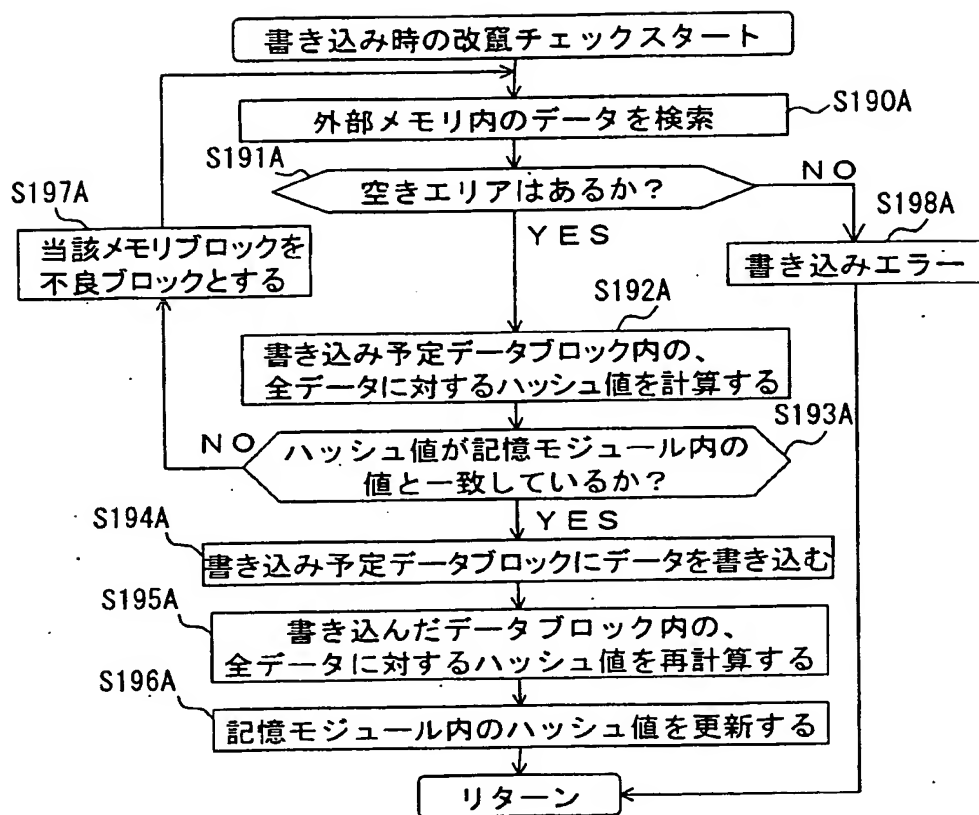 書き込み時の改竄チェックスタート
S190A
外部メモリ内のデータを検索
S191A
空きエリアはあるか?
NO
S197A
当該メモリブロックを
不良ブロックとする
YES
S198A
書き込みエラー
S192A
書き込み予定データブロック内の、
全データに対するハッシュ値を計算する
S193A
NO
ハッシュ値が記憶モジュール内の
値と一致しているか?
S194A
YES
書き込み予定データブロックにデータを書き込む
S195A
書き込んだデータブロック内の、
全データに対するハッシュ値を再計算する
S196A
記憶モジュール内のハッシュ値を更新する
リターン